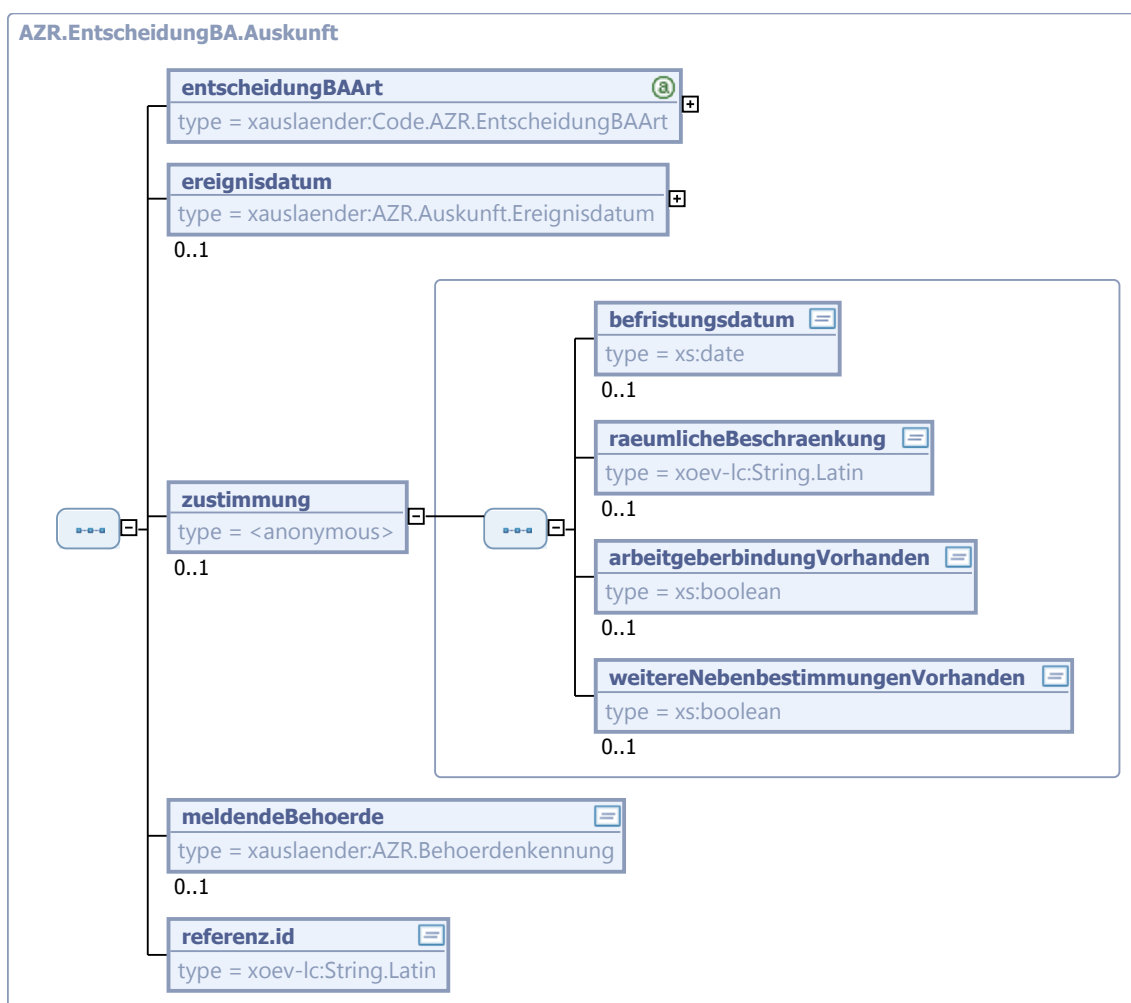 AZR.EntscheidungBA.Auskunft
entscheidungBAArt
type = xauslaender:Code.AZR.EntscheidungBAArt
ereignisdatum
type = xauslaender:AZR.Auskunft.Ereignisdatum
0..1
zustimmung
type = <anonymous>
0..1
befristungsdatum
type = xs:date
0..1
raeumlicheBeschraenkung
type = xoev-lc:String.Latin
0..1
arbeitgeberbindungVorhanden
type = xs:boolean
0..1
weitereNebenbestimmungenVorhanden
type = xs:boolean
0..1
meldendeBehoerde
type = xauslaender:AZR.Behoerdenkennung
0..1
referenz.id
type = xoev-lc:String.Latin